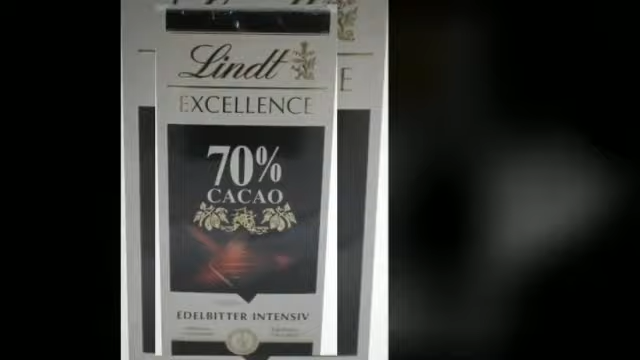 Lindt
EXCELLENCE
E
70%
CACAO
EDELBITTER INTENSIV